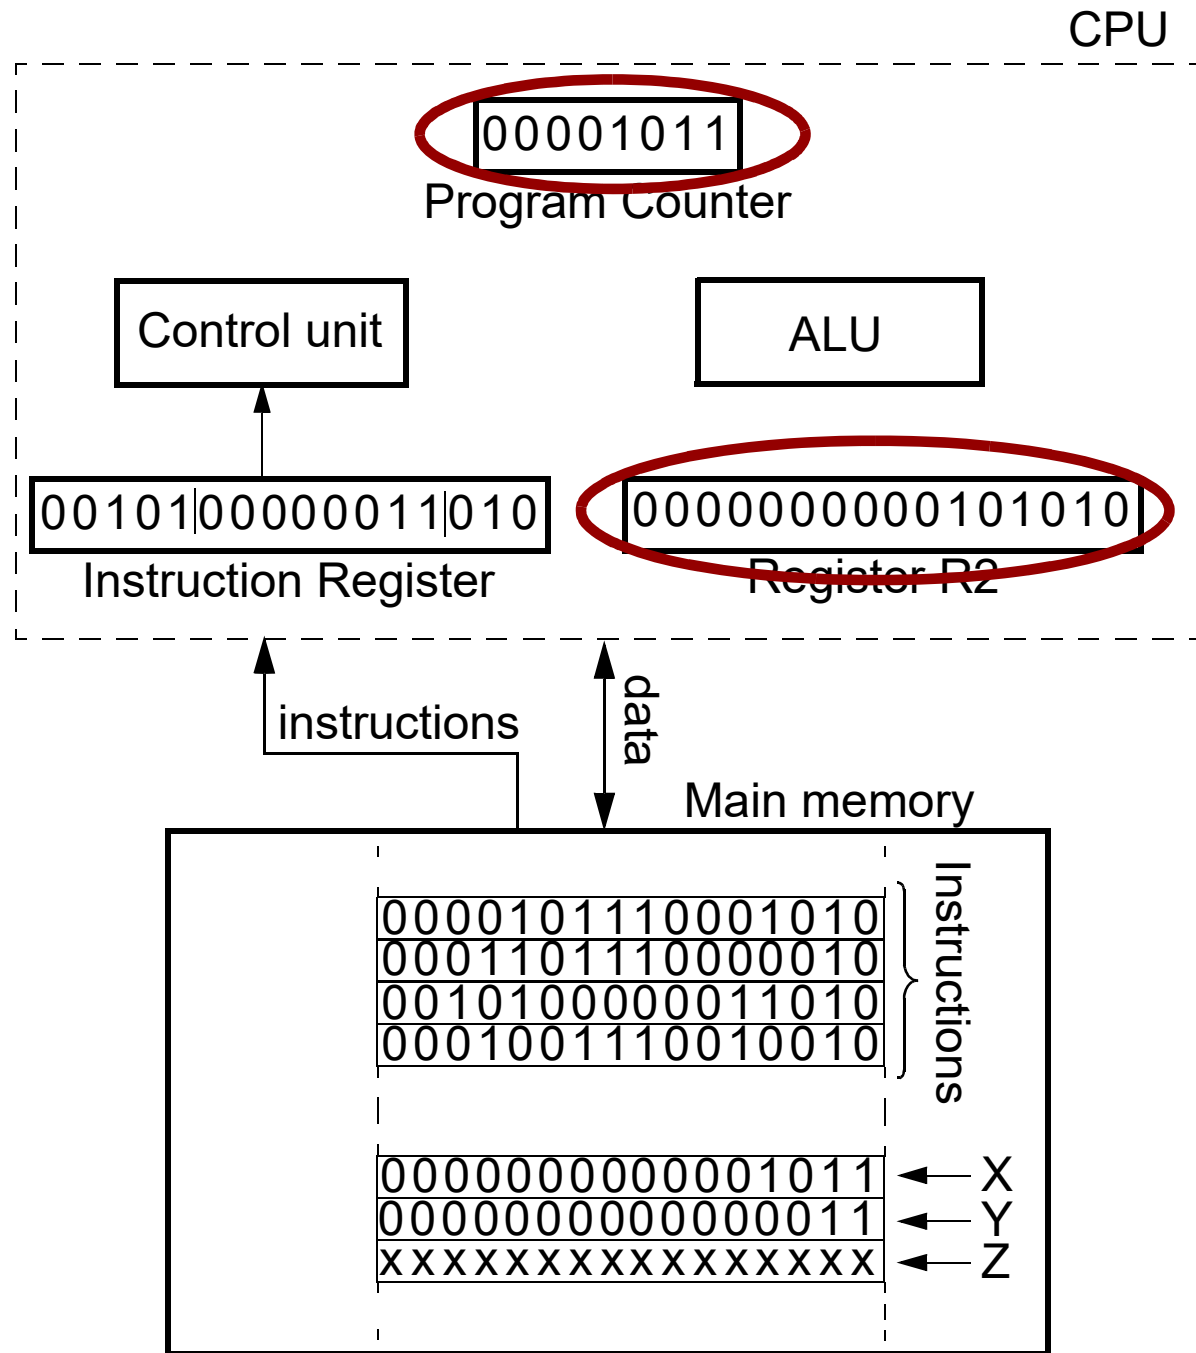 CPU
00001011
Program Counter
Control unit
ALU
00101 00000011 010
0000000000101010
Instruction Register
Register R2
instructions
data
Main memory
0000101110001010
0001101110000010
0010100000011010
0001001110010010
Instructions
0000000000001011
X
0000000000000011
Y
xxxxxxxxxxxxxxxx
Z